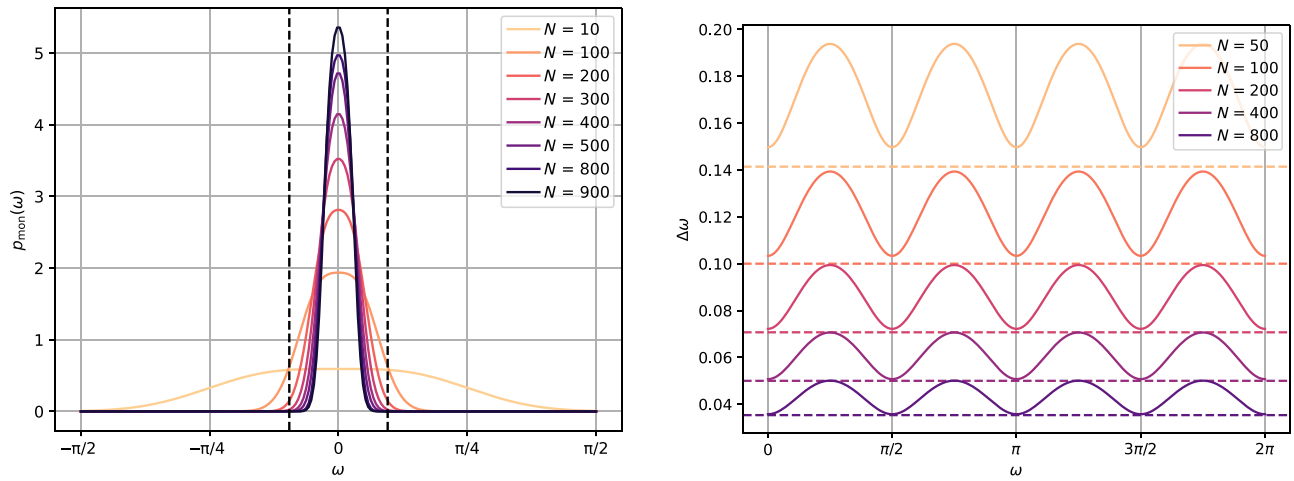 5
4
3
2
1
0
p_mon(ω)
−π/2
−π/4
0
π/4
π/2
ω
N = 10
N = 100
N = 200
N = 300
N = 400
N = 500
N = 800
N = 900
0.20
0.18
0.16
0.14
0.12
0.10
0.08
0.06
0.04
Δω
0
π/2
π
3π/2
2π
ω
N = 50
N = 100
N = 200
N = 400
N = 800